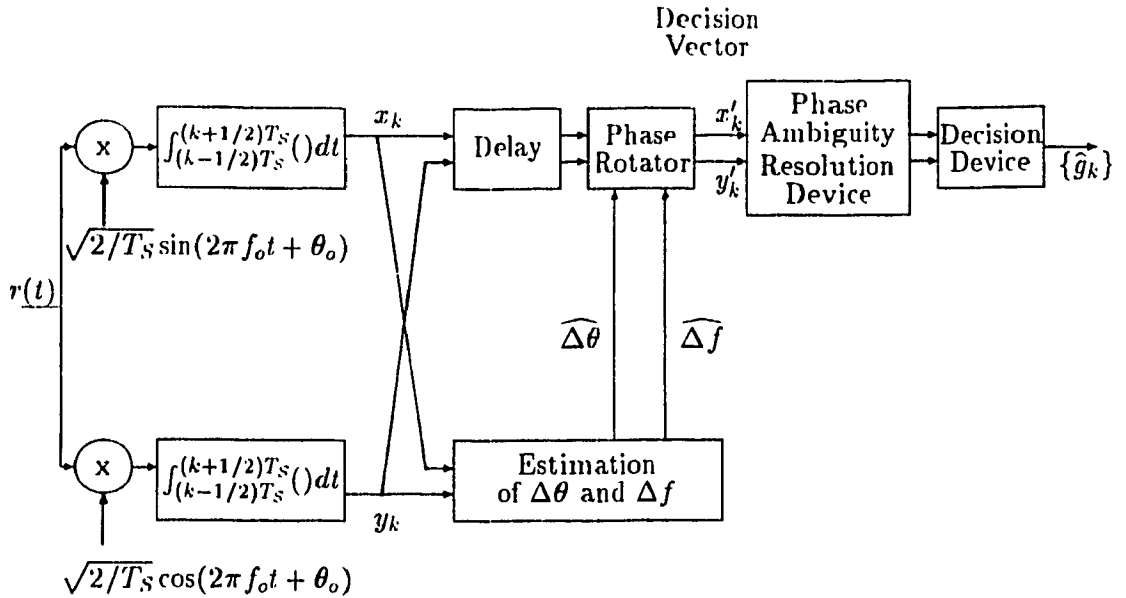 Decision
Vector
x_k
∫_{(k-1/2)T_S}^{(k+1/2)T_S}()dt
x
Delay
Phase
Rotator
x'_k
y'_k
Phase
Ambiguity
Resolution
Device
Decision
Device
{ĝ_k}
√(2/T_S) sin(2πf_o t + θ_o)
r(t)
\widehat{Δθ}
\widehat{Δf}
x
∫_{(k-1/2)T_S}^{(k+1/2)T_S}()dt
Estimation
of Δθ and Δf
y_k
√(2/T_S) cos(2πf_o t + θ_o)